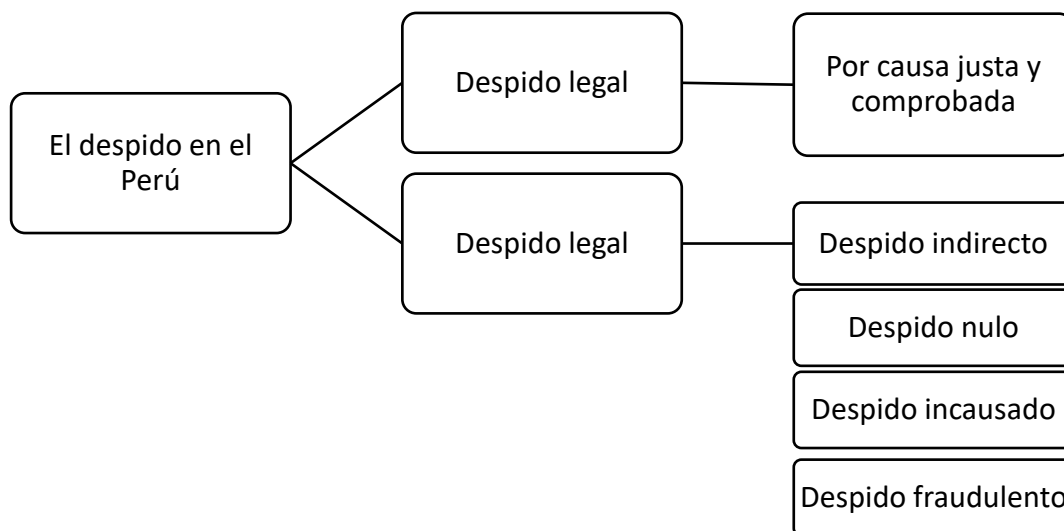 El despido en el
Perú
Despido legal
Por causa justa y
comprobada
Despido legal
Despido indirecto
Despido nulo
Despido incausado
Despido fraudulento